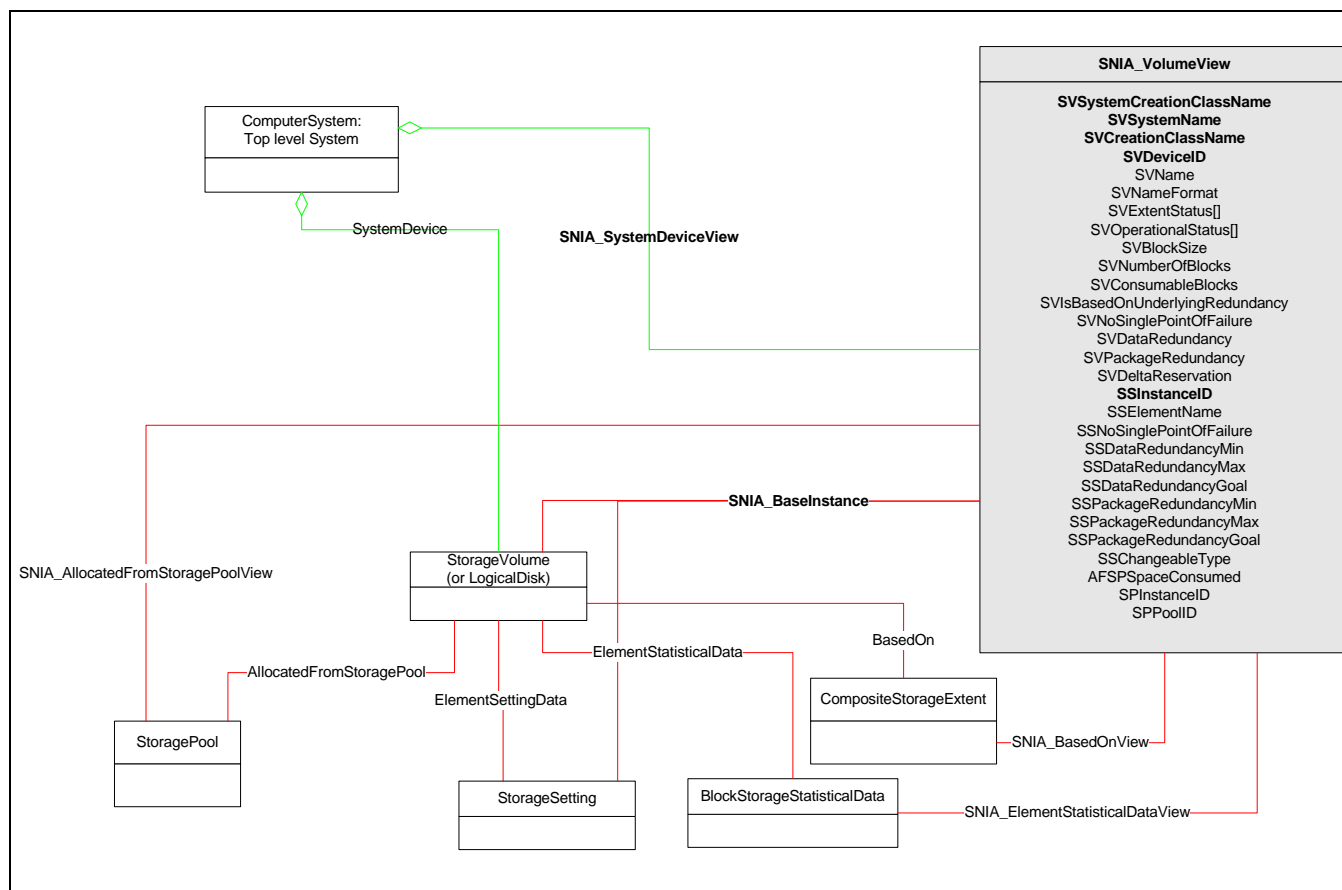 SNIA_VolumeView
SVSystemCreationClassName
SVSystemName
SVCreationClassName
SVDeviceID
SVName
SVNameFormat
SVExtentStatus[]
SVOperationalStatus[]
SVBlockSize
SVNumberOfBlocks
SVConsumableBlocks
SVIsBasedOnUnderlyingRedundancy
SVNoSinglePointOfFailure
SVDataRedundancy
SVPackageRedundancy
SVDeltaReservation
SSInstanceID
SSElementName
SSNoSinglePointOfFailure
SSDataRedundancyMin
SSDataRedundancyMax
SSDataRedundancyGoal
SSPackageRedundancyMin
SSPackageRedundancyMax
SSPackageRedundancyGoal
SSChangeableType
AFSPSpaceConsumed
SPInstanceID
SPPoolID
ComputerSystem:
Top level System
SystemDevice
SNIA_SystemDeviceView
SNIA_BaseInstance
StorageVolume
(or LogicalDisk)
SNIA_AllocatedFromStoragePoolView
BasedOn
ElementStatisticalData
AllocatedFromStoragePool
ElementSettingData
CompositeStorageExtent
StoragePool
SNIA_BasedOnView
StorageSetting
BlockStorageStatisticalData
SNIA_ElementStatisticalDataView